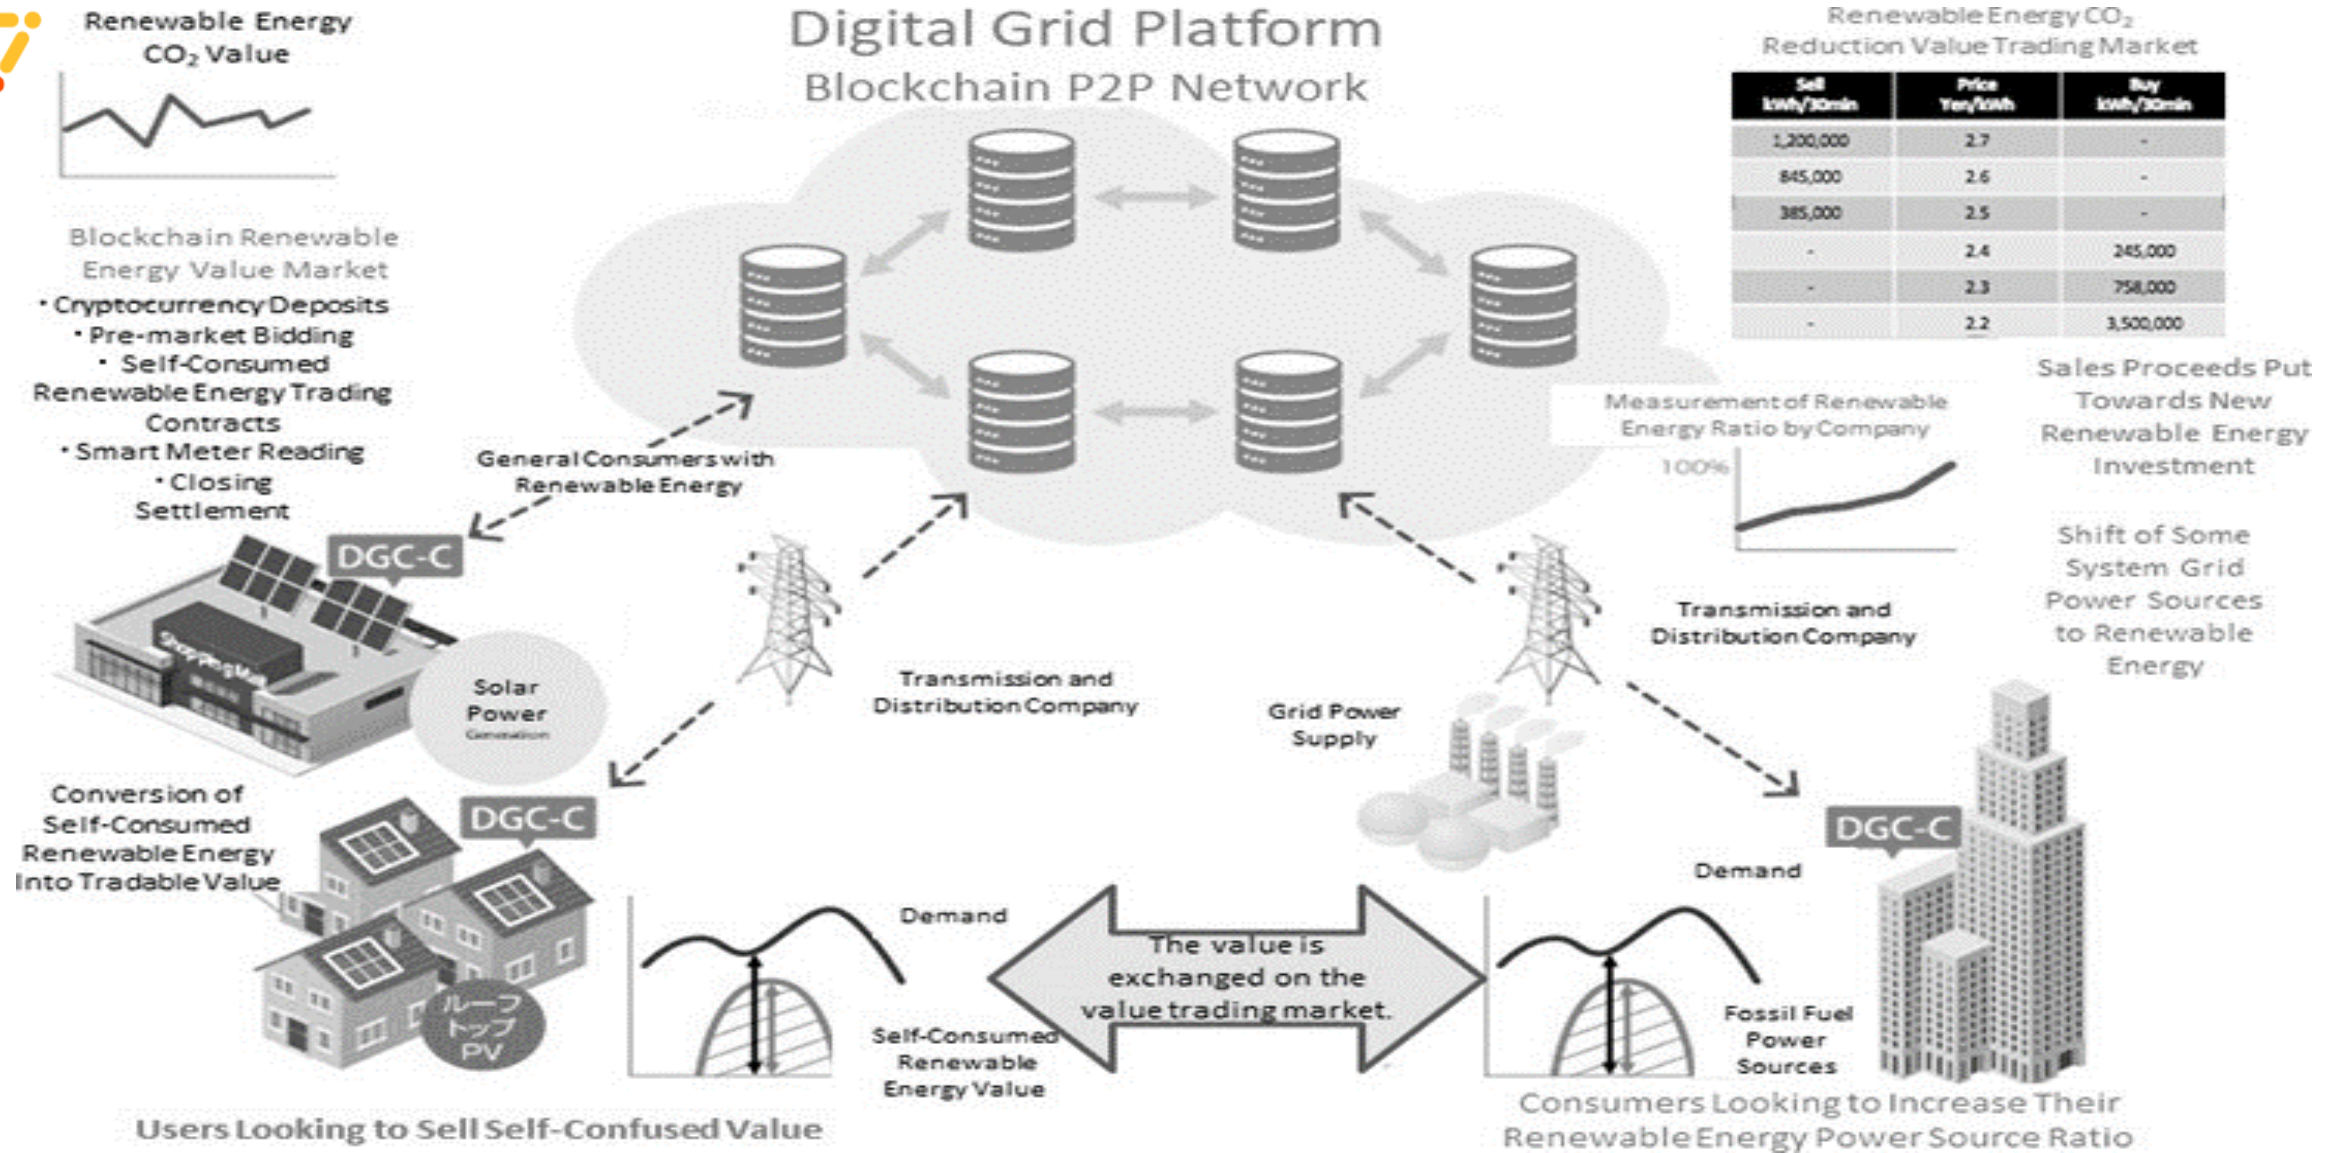 Renewable Energy
CO₂ Value
Digital Grid Platform
Blockchain P2P Network
Renewable Energy CO₂
Reduction Value Trading Market
Sell kWh/30min
Price Yen/kWh
Buy kWh/30min
1,200,000 2.7 -
845,000 2.6 -
385,000 2.5 -
- 2.4 245,000
- 2.3 758,000
- 2.2 3,500,000
Blockchain Renewable
Energy Value Market
・Cryptocurrency Deposits
・Pre-market Bidding
・ Self-Consumed
Renewable Energy Trading
Contracts
・Smart Meter Reading
・Closing
Settlement
General Consumers with
Renewable Energy
Measurement of Renewable
Energy Ratio by Company
100%
Sales Proceeds Put
Towards New
Renewable Energy
Investment
Shift of Some
System Grid
Power Sources
to Renewable
Energy
DGC-C
Shopping Mall
Solar
Power
Generation
Transmission and
Distribution Company
Transmission and
Distribution Company
Grid Power
Supply
Conversion of
Self-Consumed
Renewable Energy
Into Tradable Value
DGC-C
ルーフ
トップ
PV
Demand
Self-Consumed
Renewable
Energy Value
The value is
exchanged on the
value trading market.
Demand
DGC-C
Fossil Fuel
Power
Sources
Users Looking to Sell Self-Confused Value
Consumers Looking to Increase Their
Renewable Energy Power Source Ratio